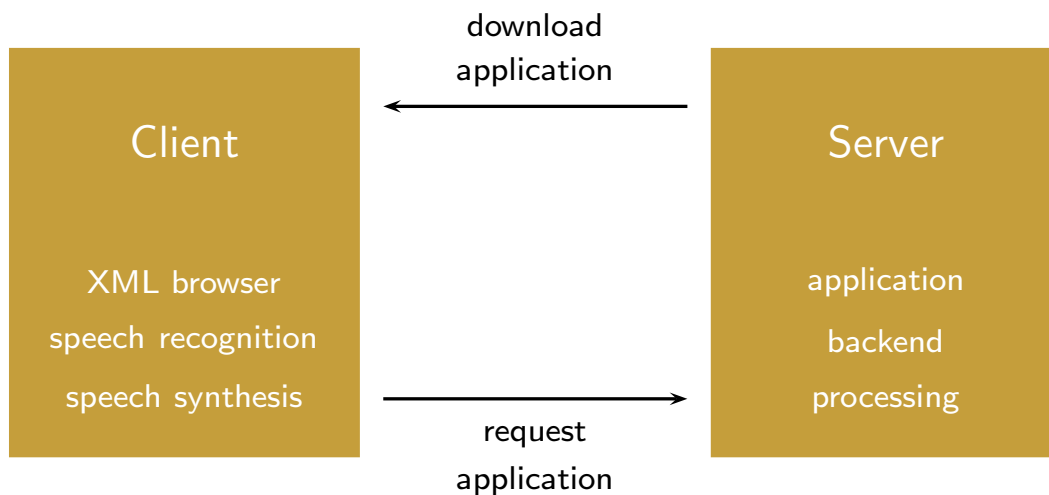 download
application
Client
Server
XML browser
speech recognition
speech synthesis
application
backend
processing
request
application